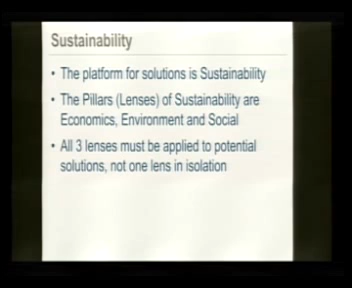 Sustainability
• The platform for solutions is Sustainability
• The Pillars (Lenses) of Sustainability are
Economics, Environment and Social
• All 3 lenses must be applied to potential
solutions, not one lens in isolation